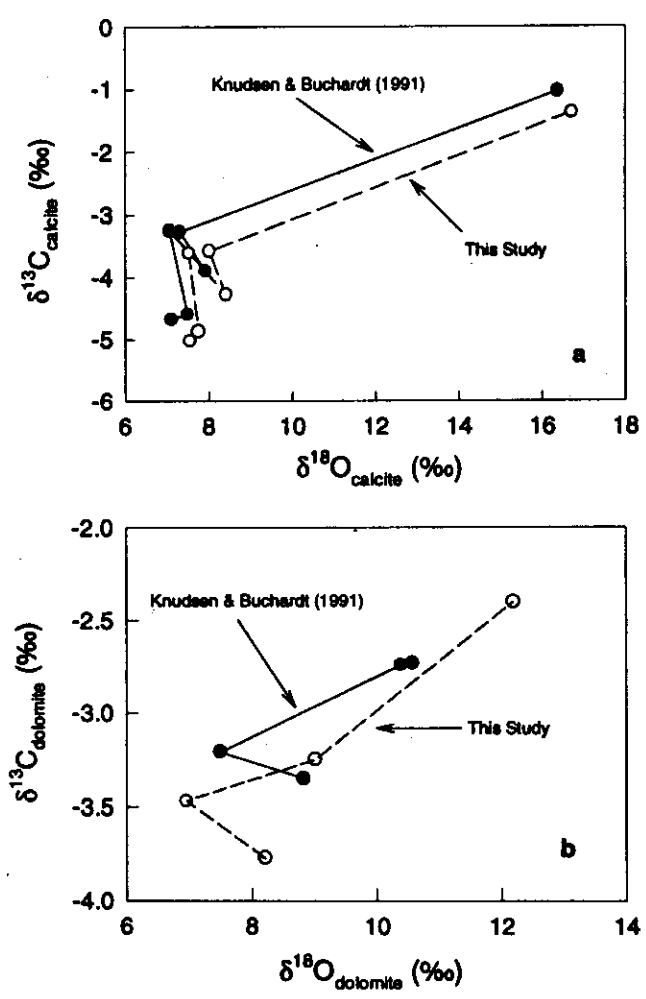 0
-1
-2
-3
-4
-5
-6
δ13Ccalcite (‰)
Knudsen & Buchardt (1991)
This Study
a
6 8 10 12 14 16 18
δ18Ocalcite (‰)
-2.0
-2.5
-3.0
-3.5
-4.0
δ13Cdolomite (‰)
Knudsen & Buchardt (1991)
This Study
b
6 8 10 12 14
δ18Odolomite (‰)